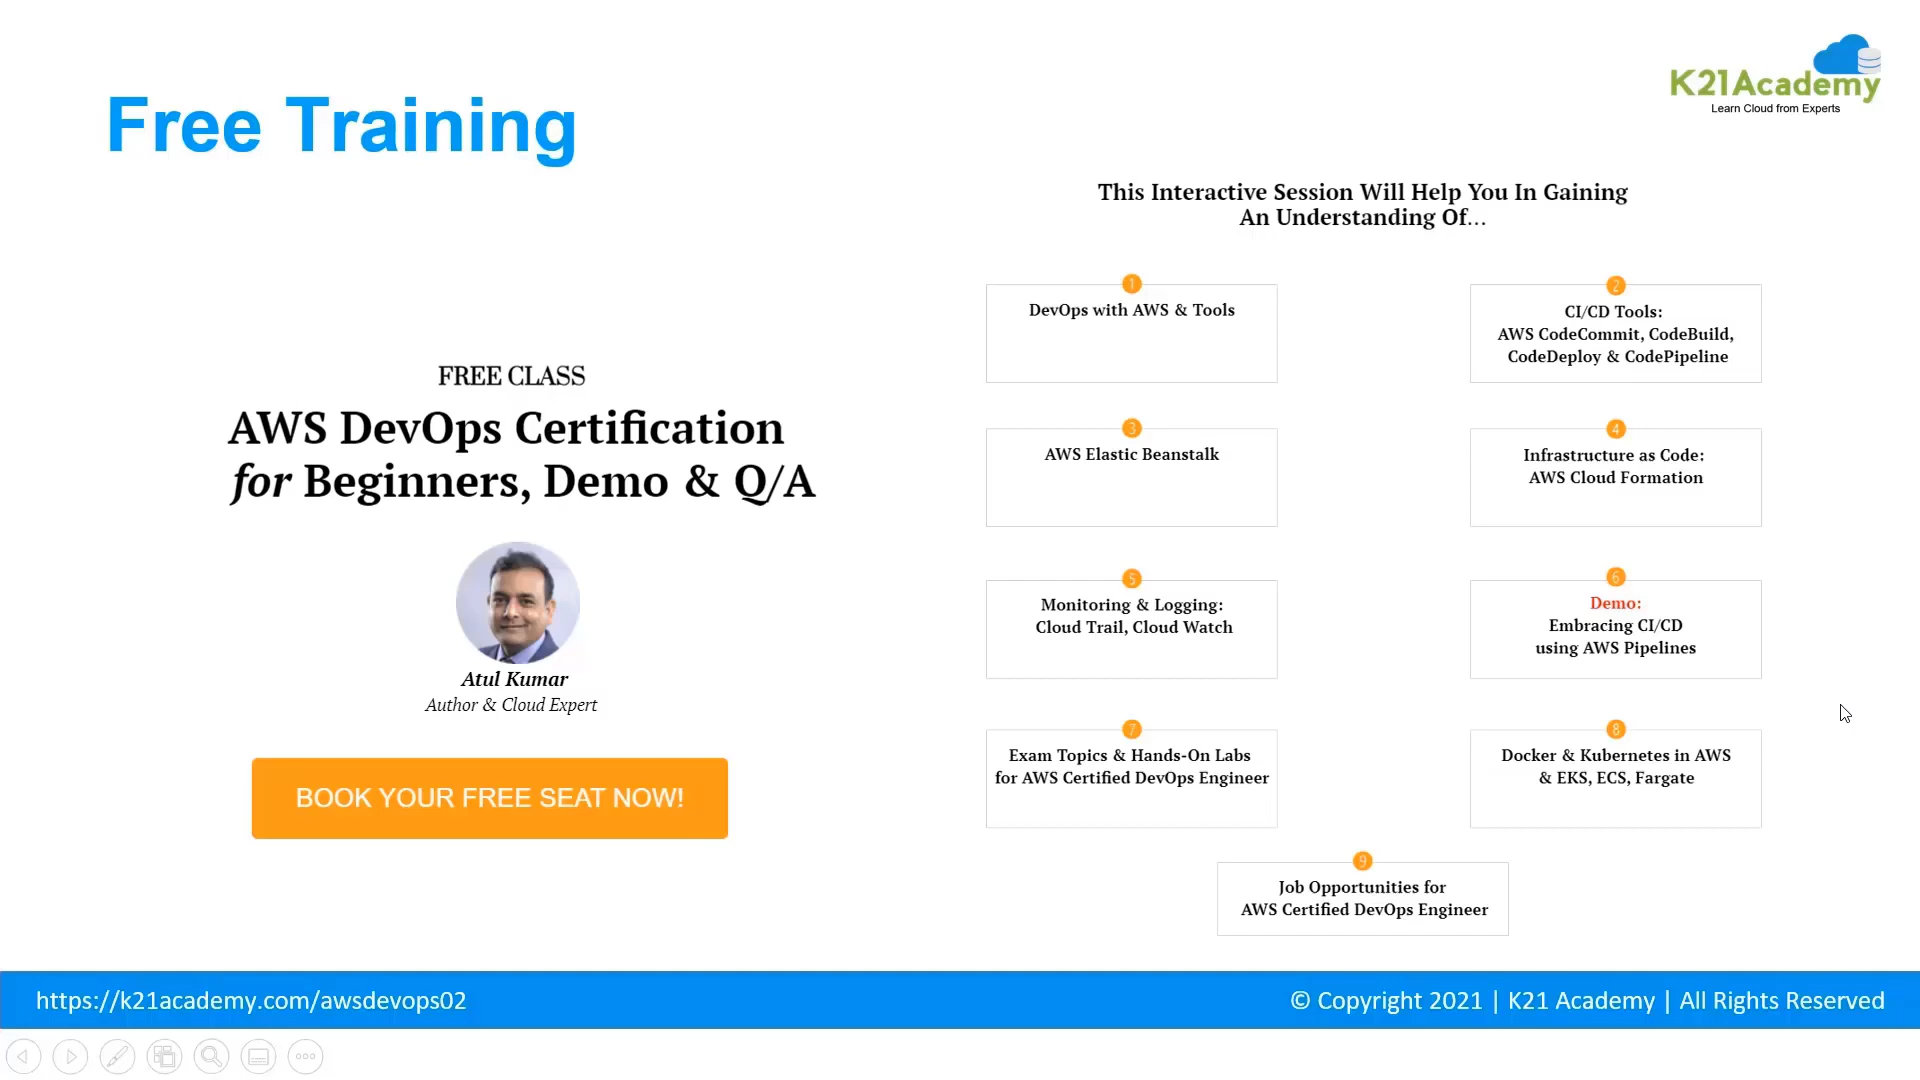 K21Academy
Learn Cloud from Experts
Free Training
This Interactive Session Will Help You In Gaining
An Understanding Of...
FREE CLASS
AWS DevOps Certification
for Beginners, Demo & Q/A
Atul Kumar
Author & Cloud Expert
BOOK YOUR FREE SEAT NOW!
1
DevOps with AWS & Tools
2
CI/CD Tools:
AWS CodeCommit, CodeBuild,
CodeDeploy & CodePipeline
3
AWS Elastic Beanstalk
4
Infrastructure as Code:
AWS Cloud Formation
5
Monitoring & Logging:
Cloud Trail, Cloud Watch
6
Demo:
Embracing CI/CD
using AWS Pipelines
7
Exam Topics & Hands-On Labs
for AWS Certified DevOps Engineer
8
Docker & Kubernetes in AWS
& EKS, ECS, Fargate
9
Job Opportunities for
AWS Certified DevOps Engineer
https://k21academy.com/awsdevops02
© Copyright 2021 | K21 Academy | All Rights Reserved